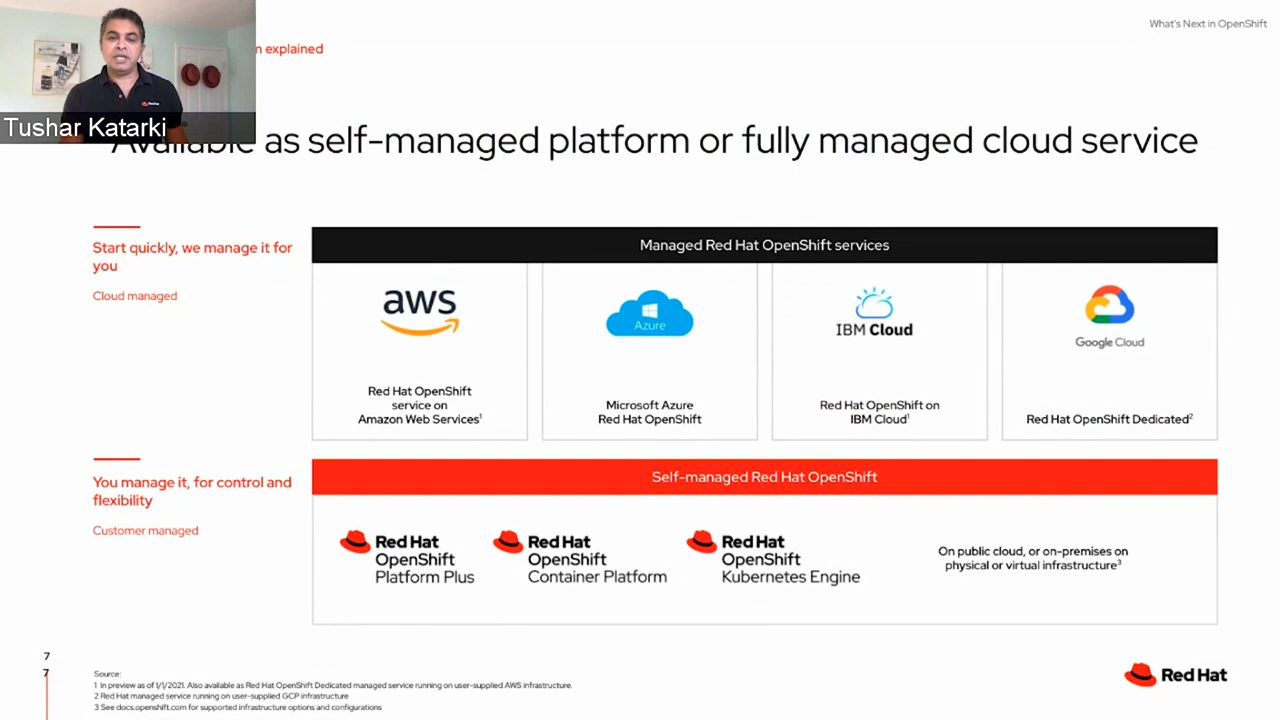 What's Next in OpenShift
explained
Tushar Katarki
Available as self-managed platform or fully managed cloud service
Start quickly, we manage it for
you
Cloud managed
Managed Red Hat OpenShift services
aws
Red Hat OpenShift
service on
Amazon Web Services¹
Azure
Microsoft Azure
Red Hat OpenShift
IBM Cloud
Red Hat OpenShift on
IBM Cloud¹
Google Cloud
Red Hat OpenShift Dedicated²
You manage it, for control and
flexibility
Customer managed
Self-managed Red Hat OpenShift
Red Hat
OpenShift
Platform Plus
Red Hat
OpenShift
Container Platform
Red Hat
OpenShift
Kubernetes Engine
On public cloud, or on-premises on
physical or virtual infrastructure³
7
7
Source:
1 In preview as of 1/1/2021. Also available as Red Hat OpenShift Dedicated managed service running on user-supplied AWS infrastructure.
2 Red Hat managed service running on user-supplied GCP infrastructure
3 See docs.openshift.com for supported infrastructure options and configurations
Red Hat